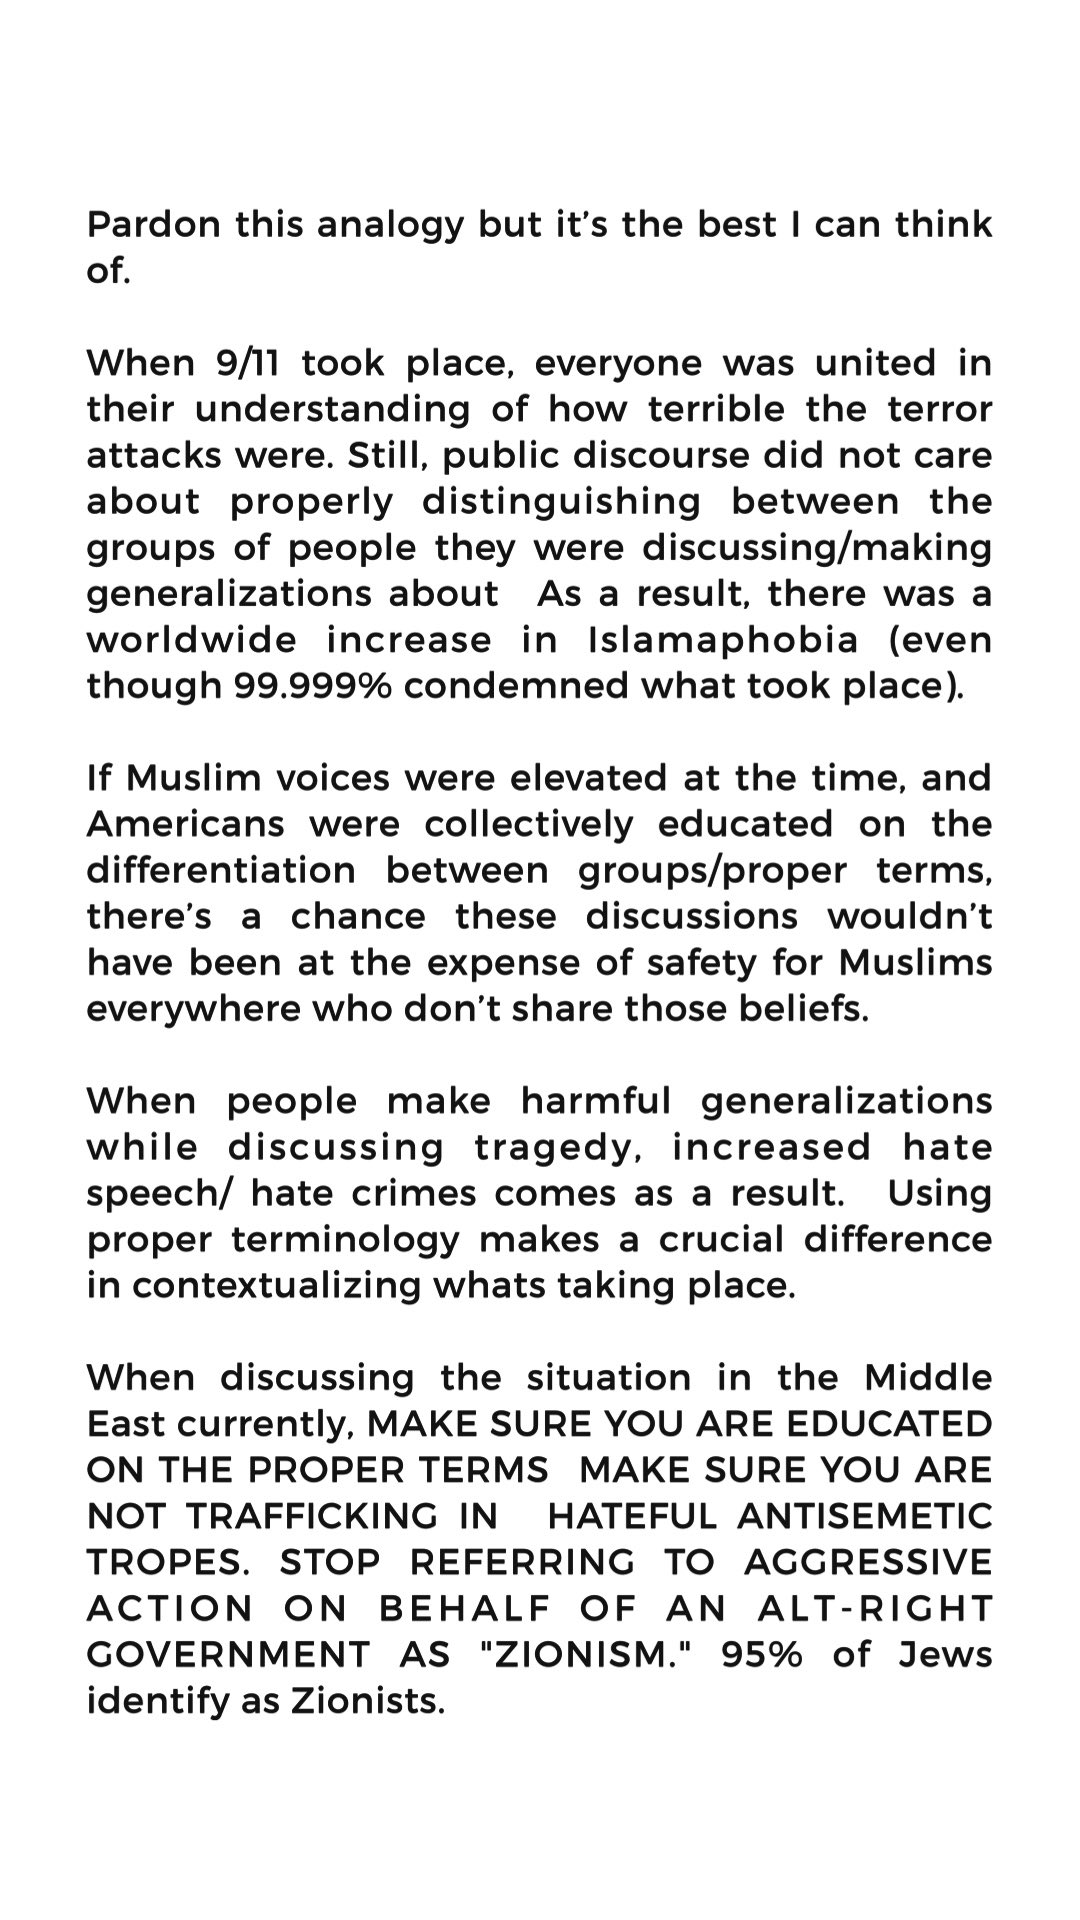 Pardon this analogy but it’s the best I can think
of.
When 9/11 took place, everyone was united in
their understanding of how terrible the terror
attacks were. Still, public discourse did not care
about properly distinguishing between the
groups of people they were discussing/making
generalizations about As a result, there was a
worldwide increase in Islamaphobia (even
though 99.999% condemned what took place).
If Muslim voices were elevated at the time, and
Americans were collectively educated on the
differentiation between groups/proper terms,
there’s a chance these discussions wouldn’t
have been at the expense of safety for Muslims
everywhere who don’t share those beliefs.
When people make harmful generalizations
while discussing tragedy, increased hate
speech/ hate crimes comes as a result. Using
proper terminology makes a crucial difference
in contextualizing whats taking place.
When discussing the situation in the Middle
East currently, MAKE SURE YOU ARE EDUCATED
ON THE PROPER TERMS MAKE SURE YOU ARE
NOT TRAFFICKING IN HATEFUL ANTISEMETIC
TROPES. STOP REFERRING TO AGGRESSIVE
ACTION ON BEHALF OF AN ALT-RIGHT
GOVERNMENT AS "ZIONISM." 95% of Jews
identify as Zionists.